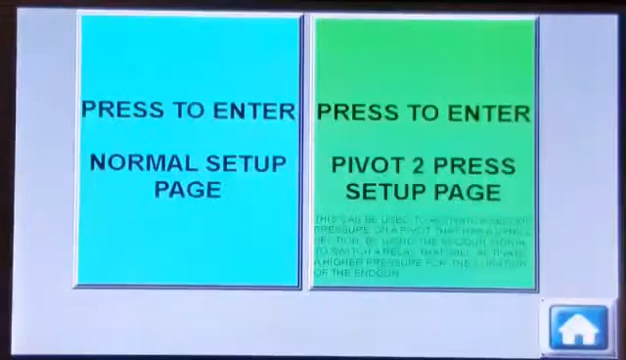 PRESS TO ENTER
NORMAL SETUP
PAGE
PRESS TO ENTER
PIVOT 2 PRESS
SETUP PAGE
THIS CAN BE USED TO ACTIVATE A
PRESSURE ON A PIVOT THAT HAS A
SECTION. BY USING THE ENDGUN SIGNAL
TO SWITCH A RELAY THAT WILL ACTIVATE
A HIGHER PRESSURE FOR THE DURATION
OF THE ENDGUN